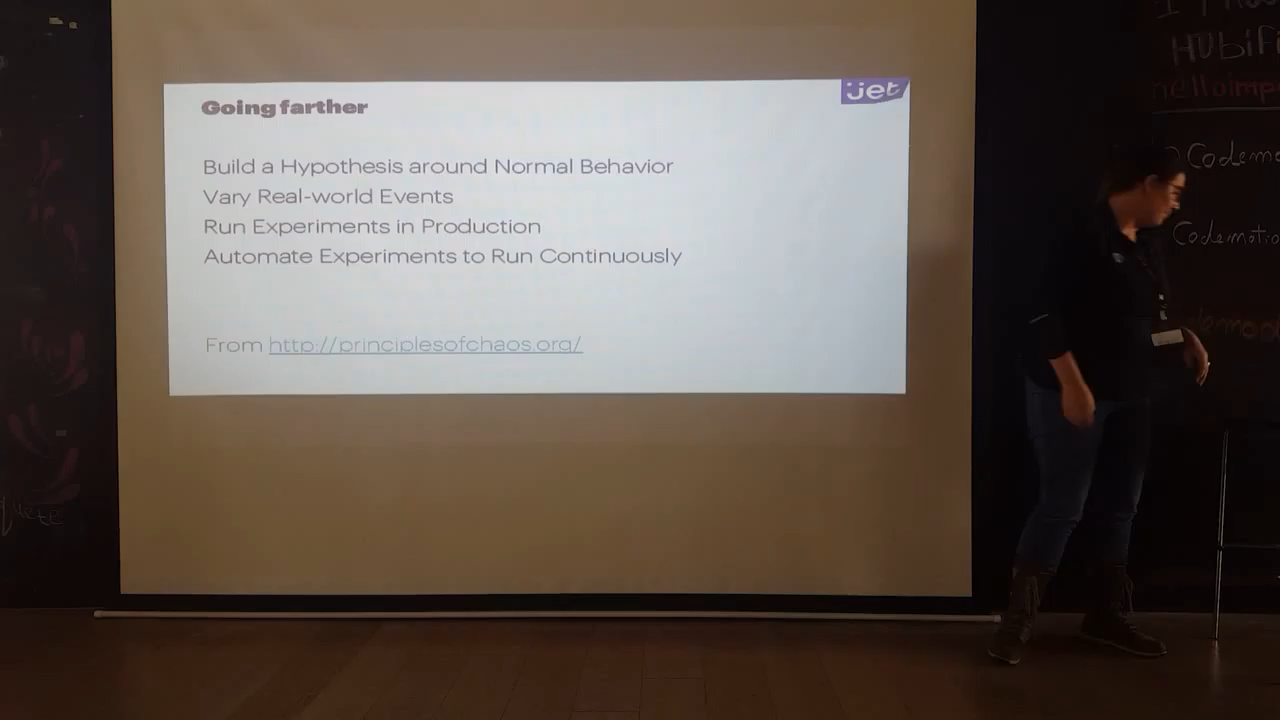 Going farther
jet
Build a Hypothesis around Normal Behavior
Vary Real-world Events
Run Experiments in Production
Automate Experiments to Run Continuously
From http://principlesofchaos.org/